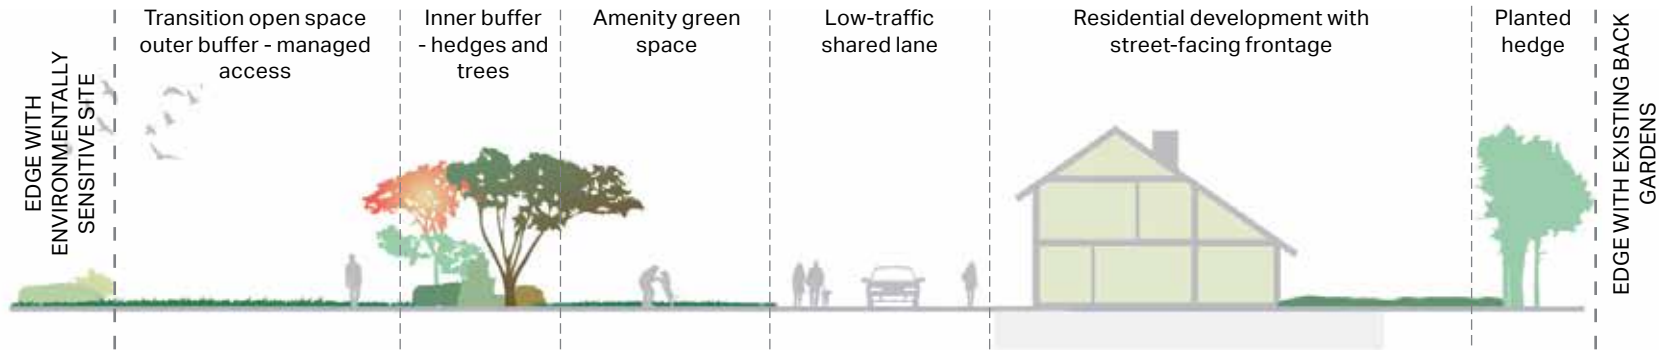 EDGE WITH
ENVIRONMENTALLY
SENSITIVE SITE
Transition open space
outer buffer - managed
access
Inner buffer
- hedges and
trees
Amenity green
space
Low-traffic
shared lane
Residential development with
street-facing frontage
Planted
hedge
EDGE WITH EXISTING BACK
GARDENS